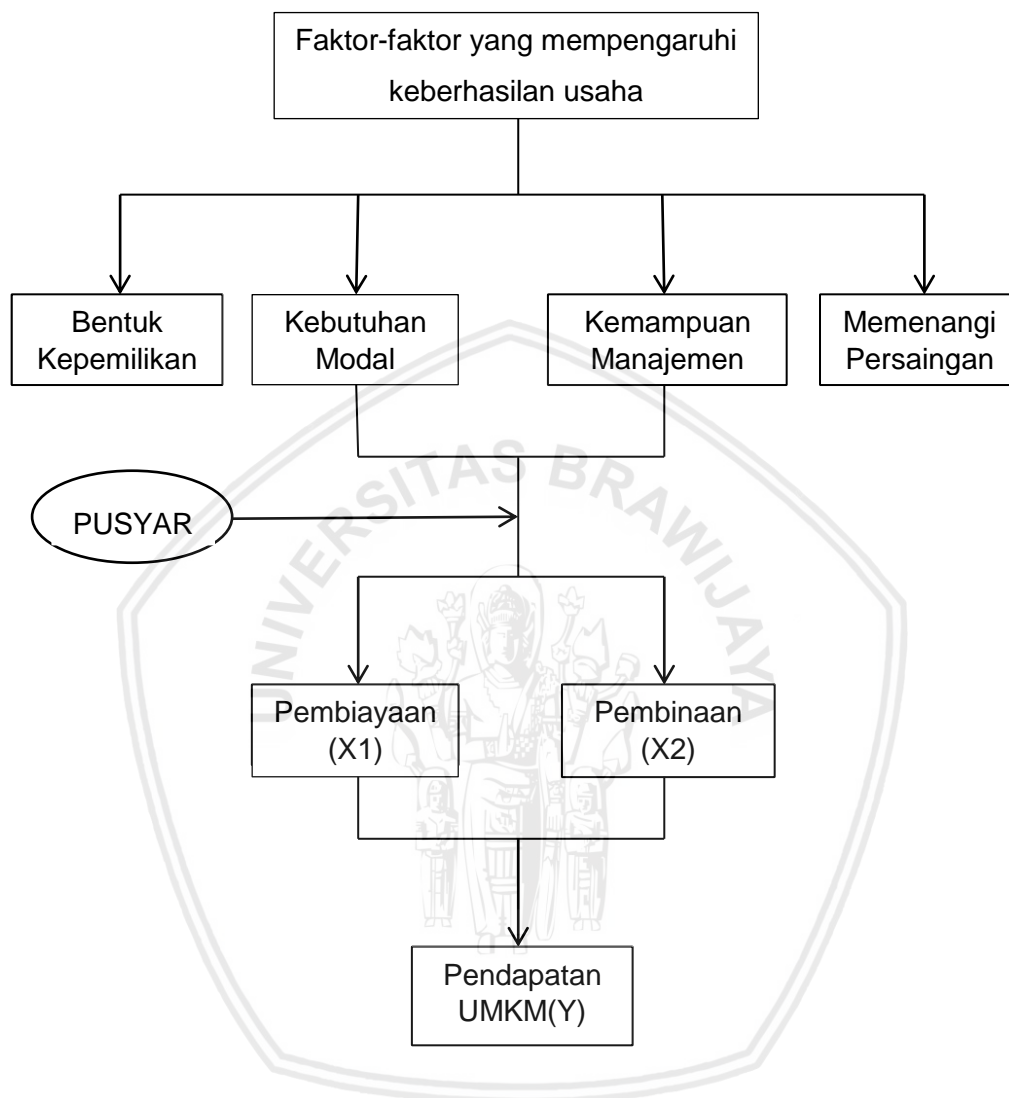 Faktor-faktor yang mempengaruhi
keberhasilan usaha
Bentuk
Kepemilikan
Kebutuhan
Modal
Kemampuan
Manajemen
Memenangi
Persaingan
UNIVERSITAS BRAWIJAYA
PUSYAR
Pembiayaan
(X1)
Pembinaan
(X2)
Pendapatan
UMKM(Y)